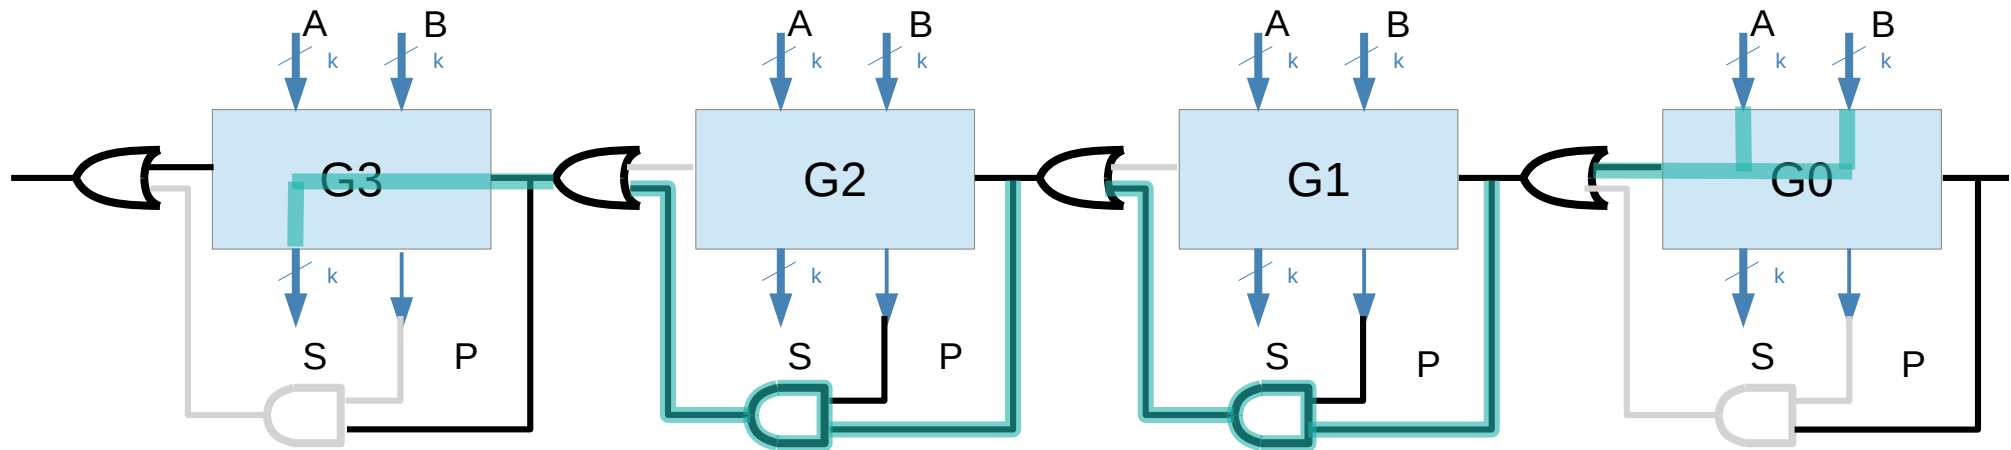 A B A B A B A B
k k k k k k k k
G3 G2 G1 G0
k k k k
S P S P S P S P